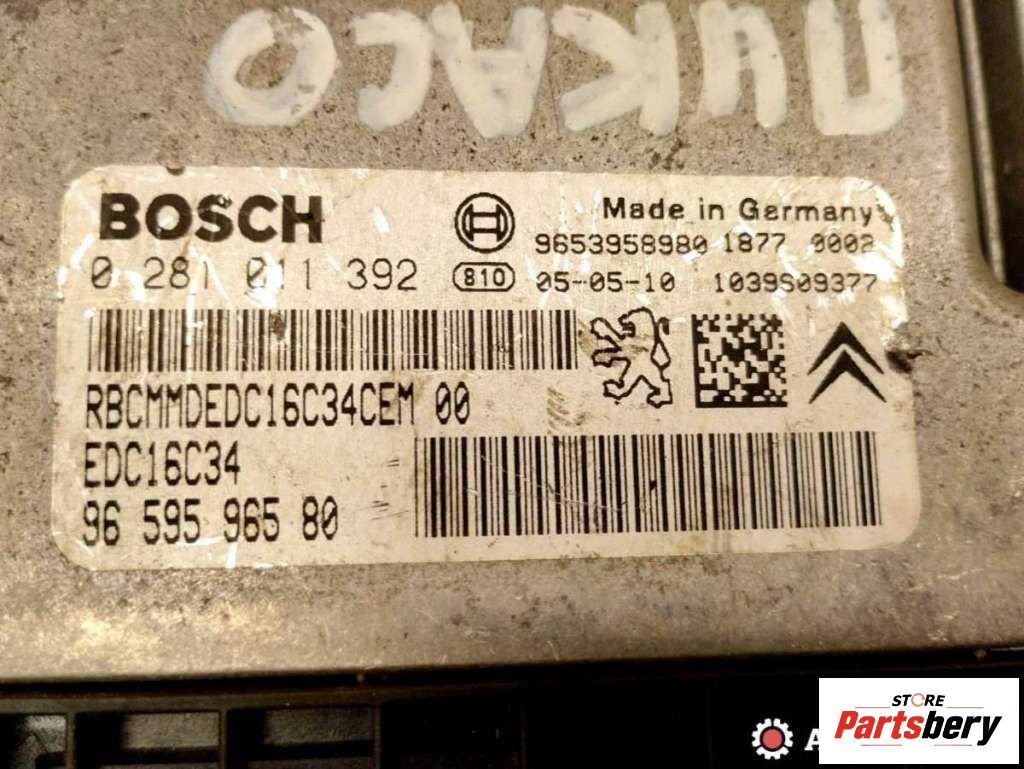 ПИКАСО
BOSCH
Made in Germany
9653958980 1877 0002
0 281 011 392
810
05-05-10 1039S09377
RBCMMDEDC16C34CEM 00
EDC16C34
96 595 965 80
STORE
Partsbery